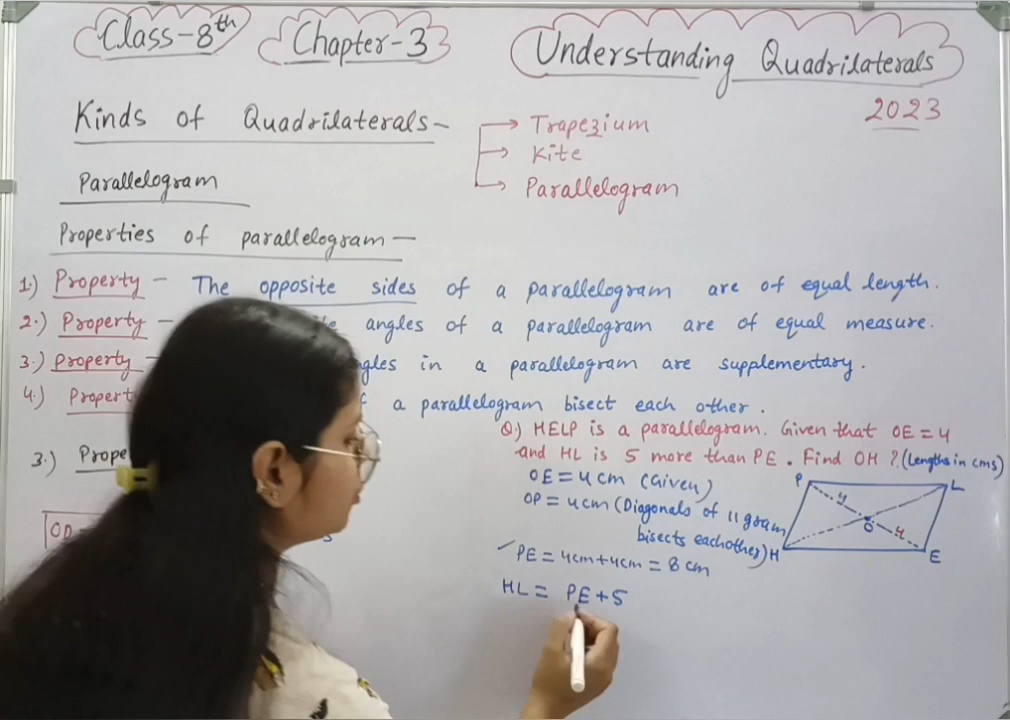 Class-8th Chapter-3 Understanding Quadrilaterals
2023
Kinds of Quadrilaterals-
Trapezium
Kite
Parallelogram
Parallelogram
Properties of parallelogram-
1.) Property - The opposite sides of a parallelogram are of equal length.
2.) Property - angles of a parallelogram are of equal measure.
3.) Property - in a parallelogram are supplementary.
4.) a parallelogram bisect each other.
Q.) HELP is a parallelogram. Given that OE = 4
and HL is 5 more than PE. Find OH ? (Lengths in cms)
OE = 4 cm (Given)
OP = 4 cm (Diagonals of ||gram
bisects eachother)
PE = 4cm + 4cm = 8 cm
HL = PE + 5
P L
4
O 4
H E
3.)